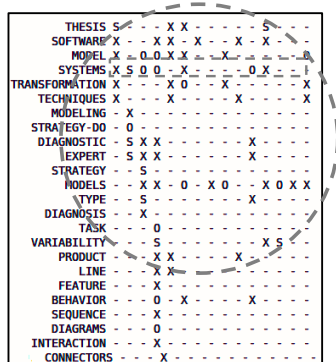 THESIS S - - - X X - - - - - S - - -
SOFTWARE X - - X X - X - - X - X - - -
MODEL X - O O X X - - X - - - - - O
SYSTEMS X S O O - X - - - - O X - - -
TRANSFORMATION X - - - X O - - X - - - - - X
TECHNIQUES X - - - X - - - - X - - - - X
MODELING - X - - - - - - - - - - - - -
STRATEGY-DO - O - - - - - - - - - - - - -
DIAGNOSTIC - S X X - - - - - - X - - - -
EXPERT - S X X - - - - - - X - - - -
STRATEGY - - S - - - - - - - - - - - -
MODELS - - X X - O - X O - - X O X X
TYPE - - S - - - - - - - X - - - -
DIAGNOSIS - - X - - - - - - - - - - - -
TASK - - - O - - - - - - - - - - -
VARIABILITY - - - S - - - - - - - X S - -
PRODUCT - - - X X - - - - X - - - - -
LINE - - - X X - - - - - - - - - -
FEATURE - - - X - - - - - - - - - - -
BEHAVIOR - - - O - X - - - - X - - - -
SEQUENCE - - - X - - - - - - - - - - -
DIAGRAMS - - - O - - - - - - - - - - -
INTERACTION - - - X - - - - - - - - - - -
CONNECTORS - - - X - - - - - - - - - - -